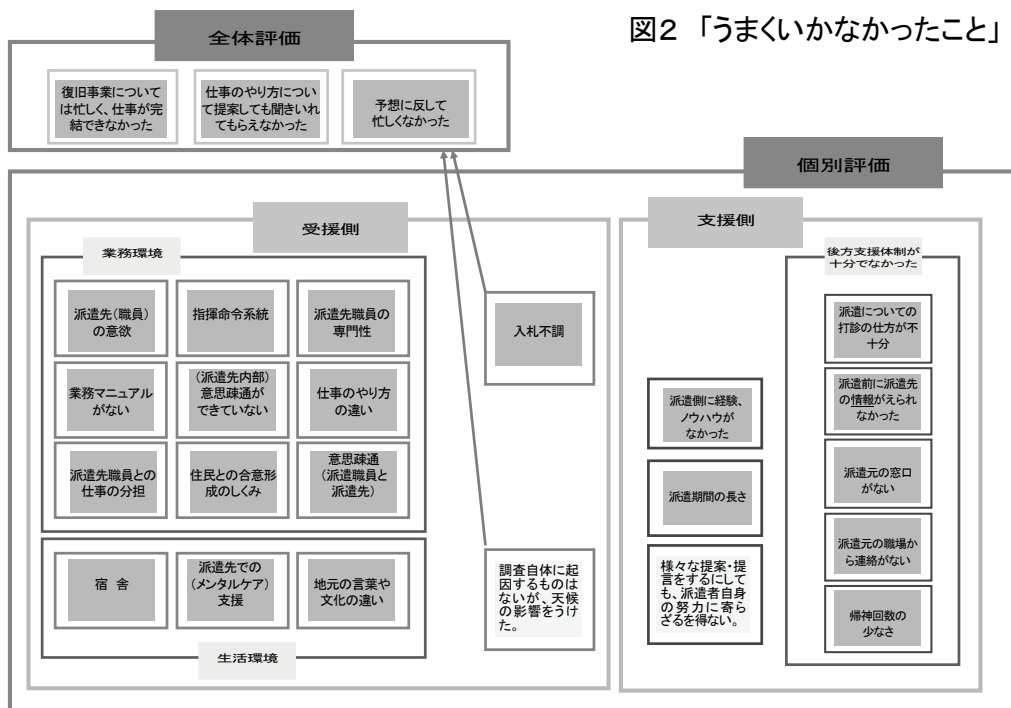 図2 「うまくいかなかったこと」
全体評価
復旧事業について
は忙しく、仕事が完
結できなかった
仕事のやり方につい
て提案しても聞きいれ
てもらえなかった
予想に反して
忙しくなかった
個別評価
受援側
業務環境
派遣先(職員)
の意欲
指揮命令系統
派遣先職員の
専門性
業務マニュアル
がない
(派遣先内部)
意思疎通が
できていない
仕事のやり方
の違い
派遣先職員との
仕事の分担
住民との合意形
成のしくみ
意思疎通
(派遣職員と
派遣先)
宿 舎
派遣先での
(メンタルケア)
支援
地元の言葉や
文化の違い
生活環境
入札不調
調査自体に起
因するものは
ないが、天候
の影響をうけ
た。
支援側
派遣側に経験、
ノウハウが
なかった
派遣期間の長さ
様々な提案・提
言をするにして
も、派遣者自身
の努力に寄ら
ざるを得ない。
後方支援体制が
十分でなかった
派遣についての
打診の仕方が不
十分
派遣前に派遣先
の情報がえられ
なかった
派遣元の窓口
がない
派遣元の職場か
ら連絡がない
帰神回数の
少なさ